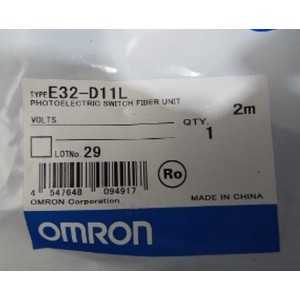 TYPE E32-D11L
PHOTOELECTRIC SWITCH FIBER UNIT
2m
VOLTS
QTY.
1
LOT No. 29
4 547648 094917
Ro
OMRON Corporation
MADE IN CHINA
OMRON